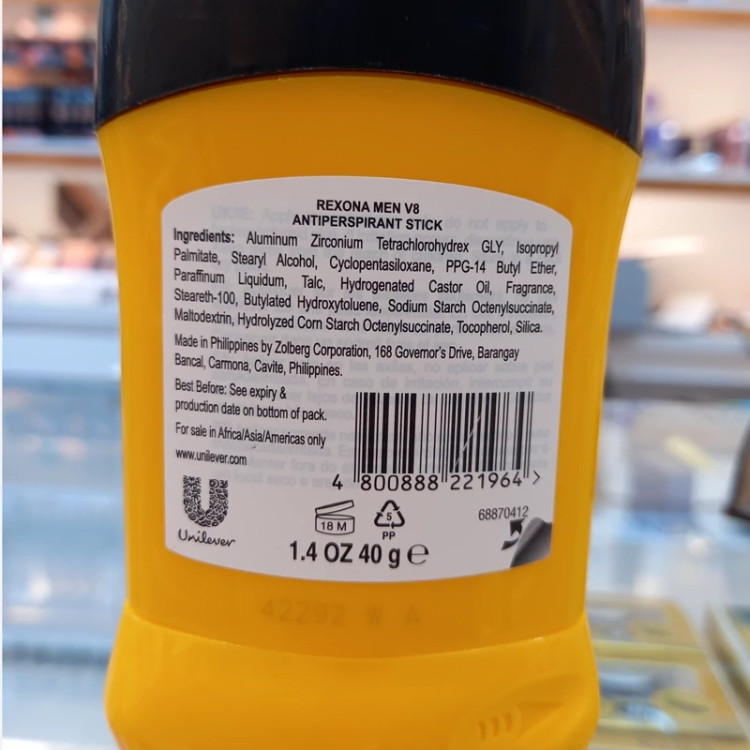 REXONA MEN V8
ANTIPERSPIRANT STICK
Ingredients: Aluminum Zirconium Tetrachlorohydrex GLY, Isopropyl
Palmitate, Stearyl Alcohol, Cyclopentasiloxane, PPG-14 Butyl Ether,
Paraffinum Liquidum, Talc, Hydrogenated Castor Oil, Fragrance,
Steareth-100, Butylated Hydroxytoluene, Sodium Starch Octenylsuccinate,
Maltodextrin, Hydrolyzed Corn Starch Octenylsuccinate, Tocopherol, Silica.
Made in Philippines by Zolberg Corporation, 168 Governor's Drive, Barangay
Bancal, Carmona, Cavite, Philippines.
Best Before: See expiry &
production date on bottom of pack.
For sale in Africa/Asia/Americas only
www.unilever.com
4 800888 221964 >
Unilever
18 M
5
PP
68870412
1.4 OZ 40 g e
42292 W A